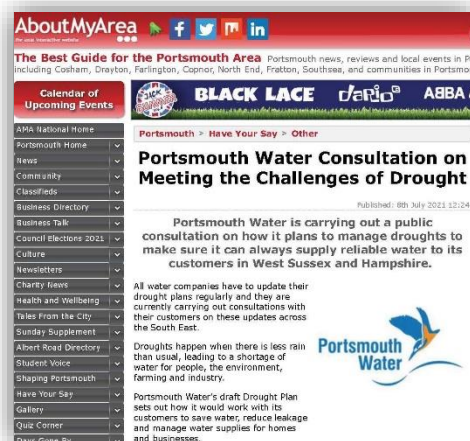 AboutMyArea
The Best Guide for the Portsmouth Area Portsmouth news, reviews and local events in P
including Cosham, Drayton, Farlington, Copnor, North End, Fratton, Southsea, and communities in Portsmo
Calendar of
Upcoming Events
BLACK LACE
ABBA
AMA National Home
Portsmouth Home
News
Community
Classifieds
Business Directory
Business Talk
Council Elections 2021
Culture
Newsletters
Charity News
Health and Wellbeing
Tales From the City
Sunday Supplement
Albert Road Directory
Student Voice
Shaping Portsmouth
Have Your Say
Gallery
Quiz Corner
Days Gone By
Portsmouth > Have Your Say > Other
Portsmouth Water Consultation on
Meeting the Challenges of Drought
Published: 8th July 2021 12:24
Portsmouth Water is carrying out a public
consultation on how it plans to manage droughts to
make sure it can always supply reliable water to its
customers in West Sussex and Hampshire.
All water companies have to update their
drought plans regularly and they are
currently carrying out consultations with
their customers on these updates across
the South East.
Droughts happen when there is less rain
than usual, leading to a shortage of
water for people, the environment,
farming and industry.
Portsmouth Water's draft Drought Plan
sets out how it would work with its
customers to save water, reduce leakage
and manage water supplies for homes
and businesses.
Portsmouth
Water